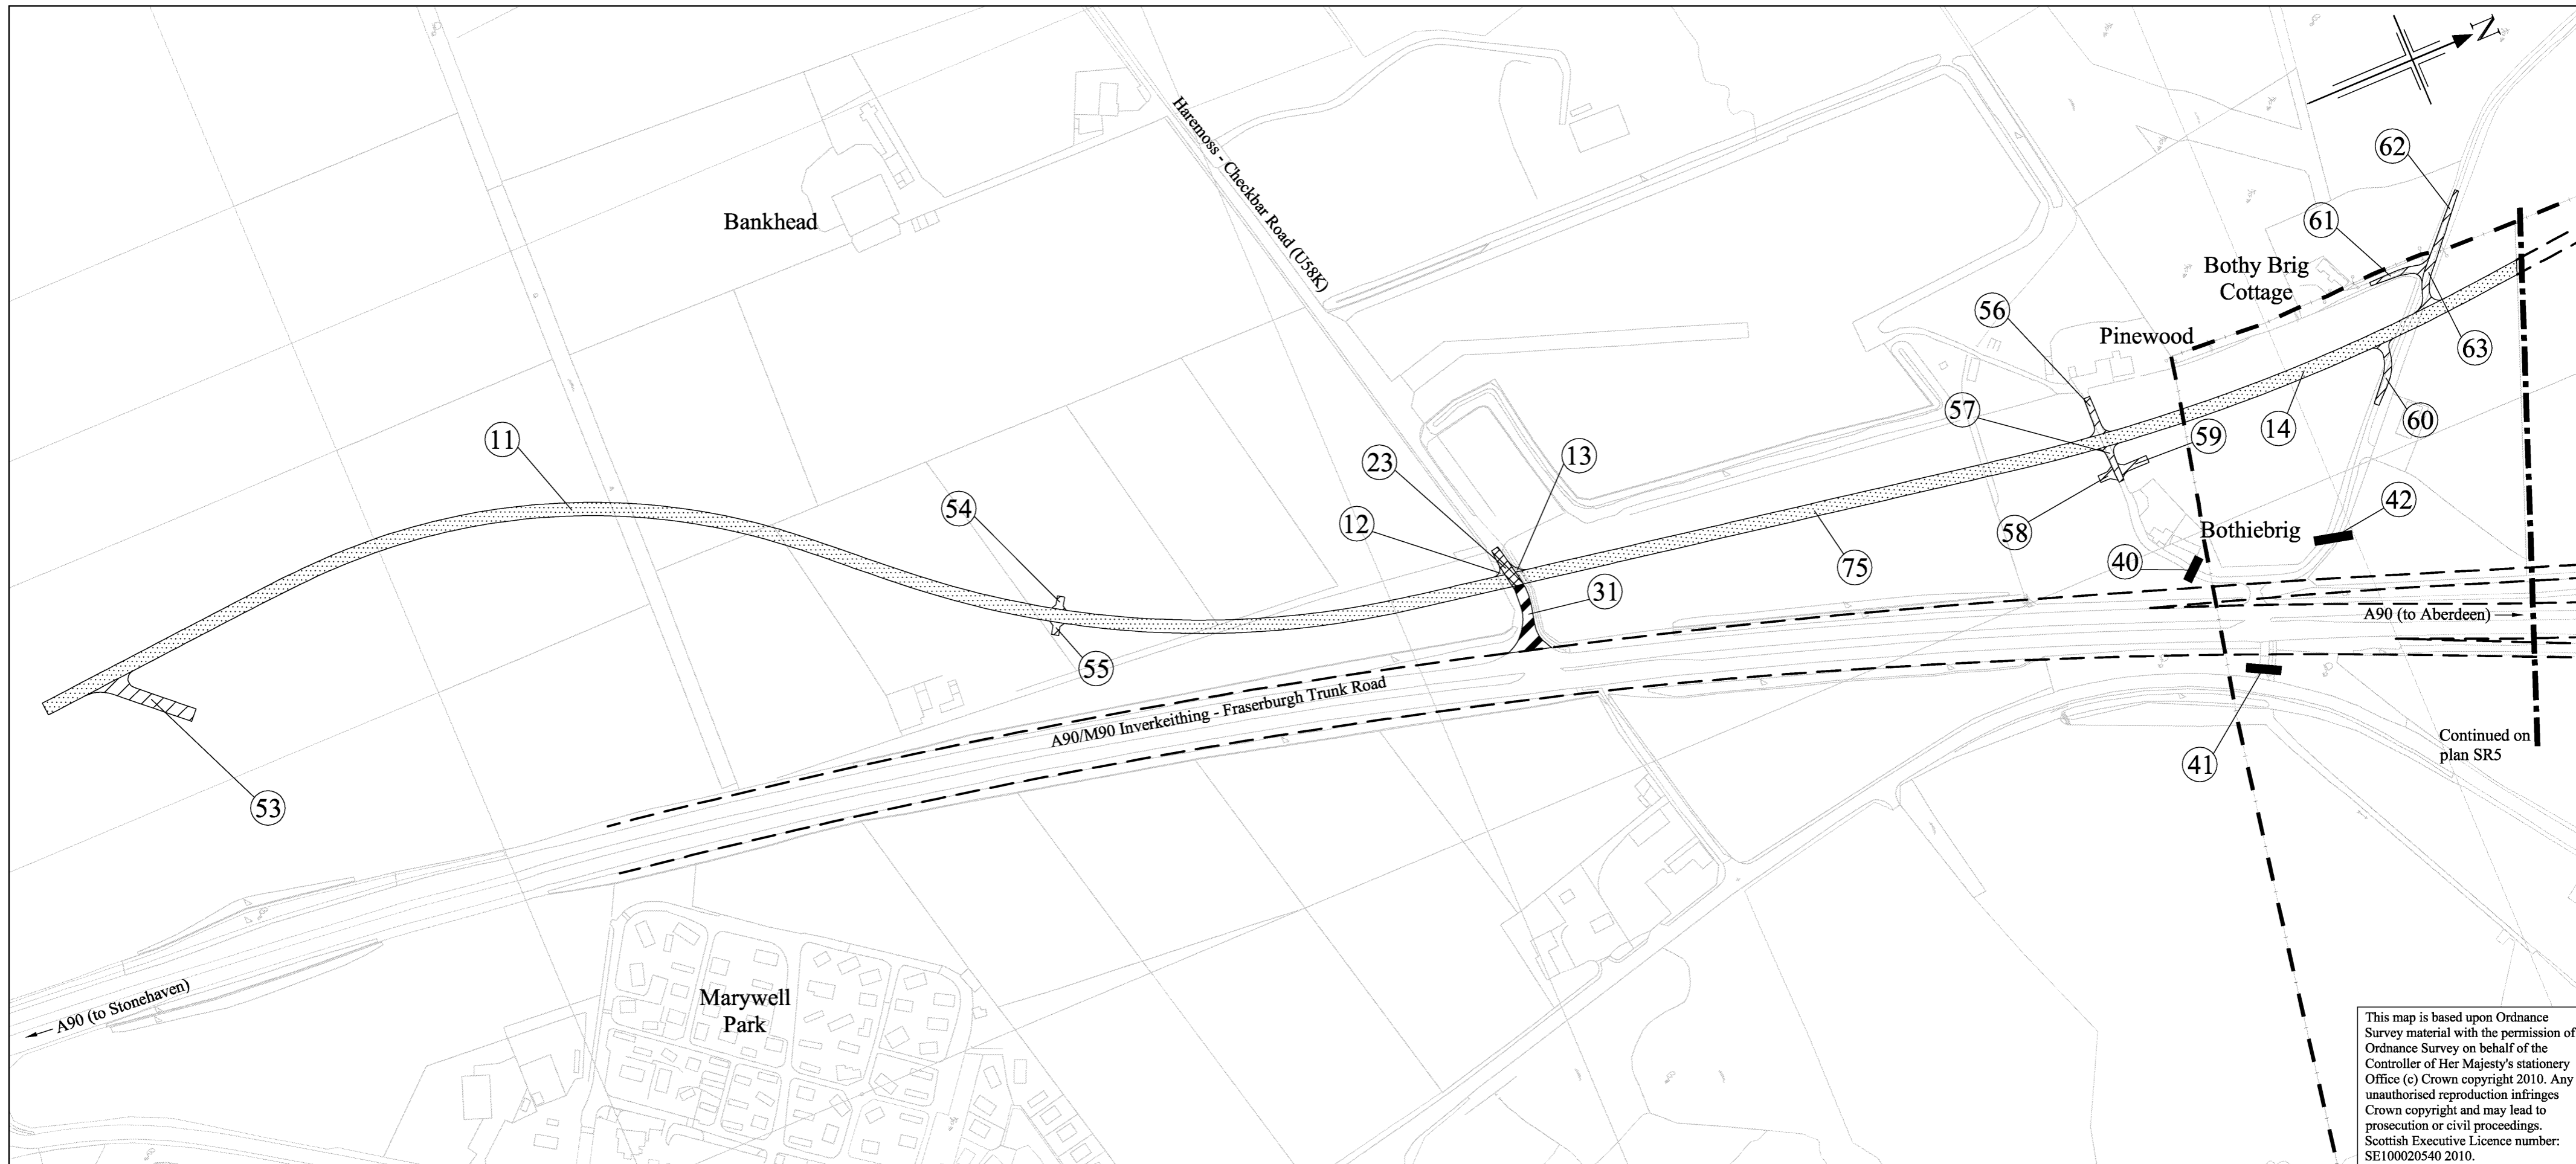 N
62
61
Bankhead
Haremoss - Checkbar Road (U58K)
Bothy Brig
Cottage
56
Pinewood
63
57
60
14
59
11
23
13
54
42
12
58
Bothiebrig
40
75
31
A90 (to Aberdeen)
55
A90/M90 Inverkeithing - Fraserburgh Trunk Road
Continued on
plan SR5
41
53
Marywell
Park
A90 (to Stonehaven)
This map is based upon Ordnance
Survey material with the permission of
Ordnance Survey on behalf of the
Controller of Her Majesty's stationery
Office (c) Crown copyright 2010. Any
unauthorised reproduction infringes
Crown copyright and may lead to
prosecution or civil proceedings.
Scottish Executive Licence number:
SE100020540 2010.